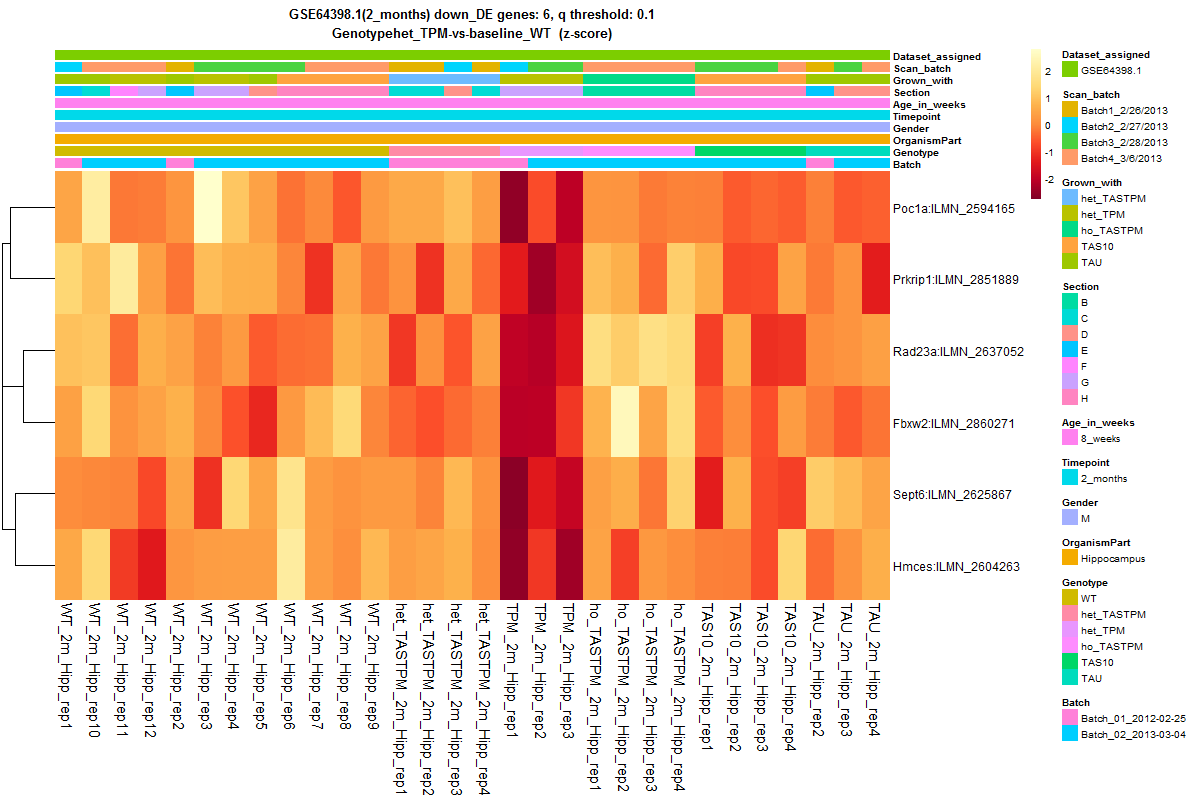 GSE64398.1(2_months) down_DE genes: 6, q threshold: 0.1
Genotypehet_TPM-vs-baseline_WT (z-score)
Dataset_assigned
Scan_batch
Grown_with
Section
Age_in_weeks
Timepoint
Gender
OrganismPart
Genotype
Batch
Poc1a:ILMN_2594165
Prkrip1:ILMN_2851889
Rad23a:ILMN_2637052
Fbxw2:ILMN_2860271
Sept6:ILMN_2625867
Hmces:ILMN_2604263
WT_2m_Hipp_rep1
WT_2m_Hipp_rep10
WT_2m_Hipp_rep11
WT_2m_Hipp_rep12
WT_2m_Hipp_rep2
WT_2m_Hipp_rep3
WT_2m_Hipp_rep4
WT_2m_Hipp_rep5
WT_2m_Hipp_rep6
WT_2m_Hipp_rep7
WT_2m_Hipp_rep8
WT_2m_Hipp_rep9
het_TASTPM_2m_Hipp_rep1
het_TASTPM_2m_Hipp_rep2
het_TASTPM_2m_Hipp_rep3
het_TASTPM_2m_Hipp_rep4
TPM_2m_Hipp_rep1
TPM_2m_Hipp_rep2
TPM_2m_Hipp_rep3
ho_TASTPM_2m_Hipp_rep1
ho_TASTPM_2m_Hipp_rep2
ho_TASTPM_2m_Hipp_rep3
ho_TASTPM_2m_Hipp_rep4
TAS10_2m_Hipp_rep1
TAS10_2m_Hipp_rep2
TAS10_2m_Hipp_rep3
TAS10_2m_Hipp_rep4
TAU_2m_Hipp_rep2
TAU_2m_Hipp_rep3
TAU_2m_Hipp_rep4
2
1
0
-1
-2
Dataset_assigned
GSE64398.1
Scan_batch
Batch1_2/26/2013
Batch2_2/27/2013
Batch3_2/28/2013
Batch4_3/6/2013
Grown_with
het_TASTPM
het_TPM
ho_TASTPM
TAS10
TAU
Section
B
C
D
E
F
G
H
Age_in_weeks
8_weeks
Timepoint
2_months
Gender
M
OrganismPart
Hippocampus
Genotype
WT
het_TASTPM
het_TPM
ho_TASTPM
TAS10
TAU
Batch
Batch_01_2012-02-25
Batch_02_2013-03-04